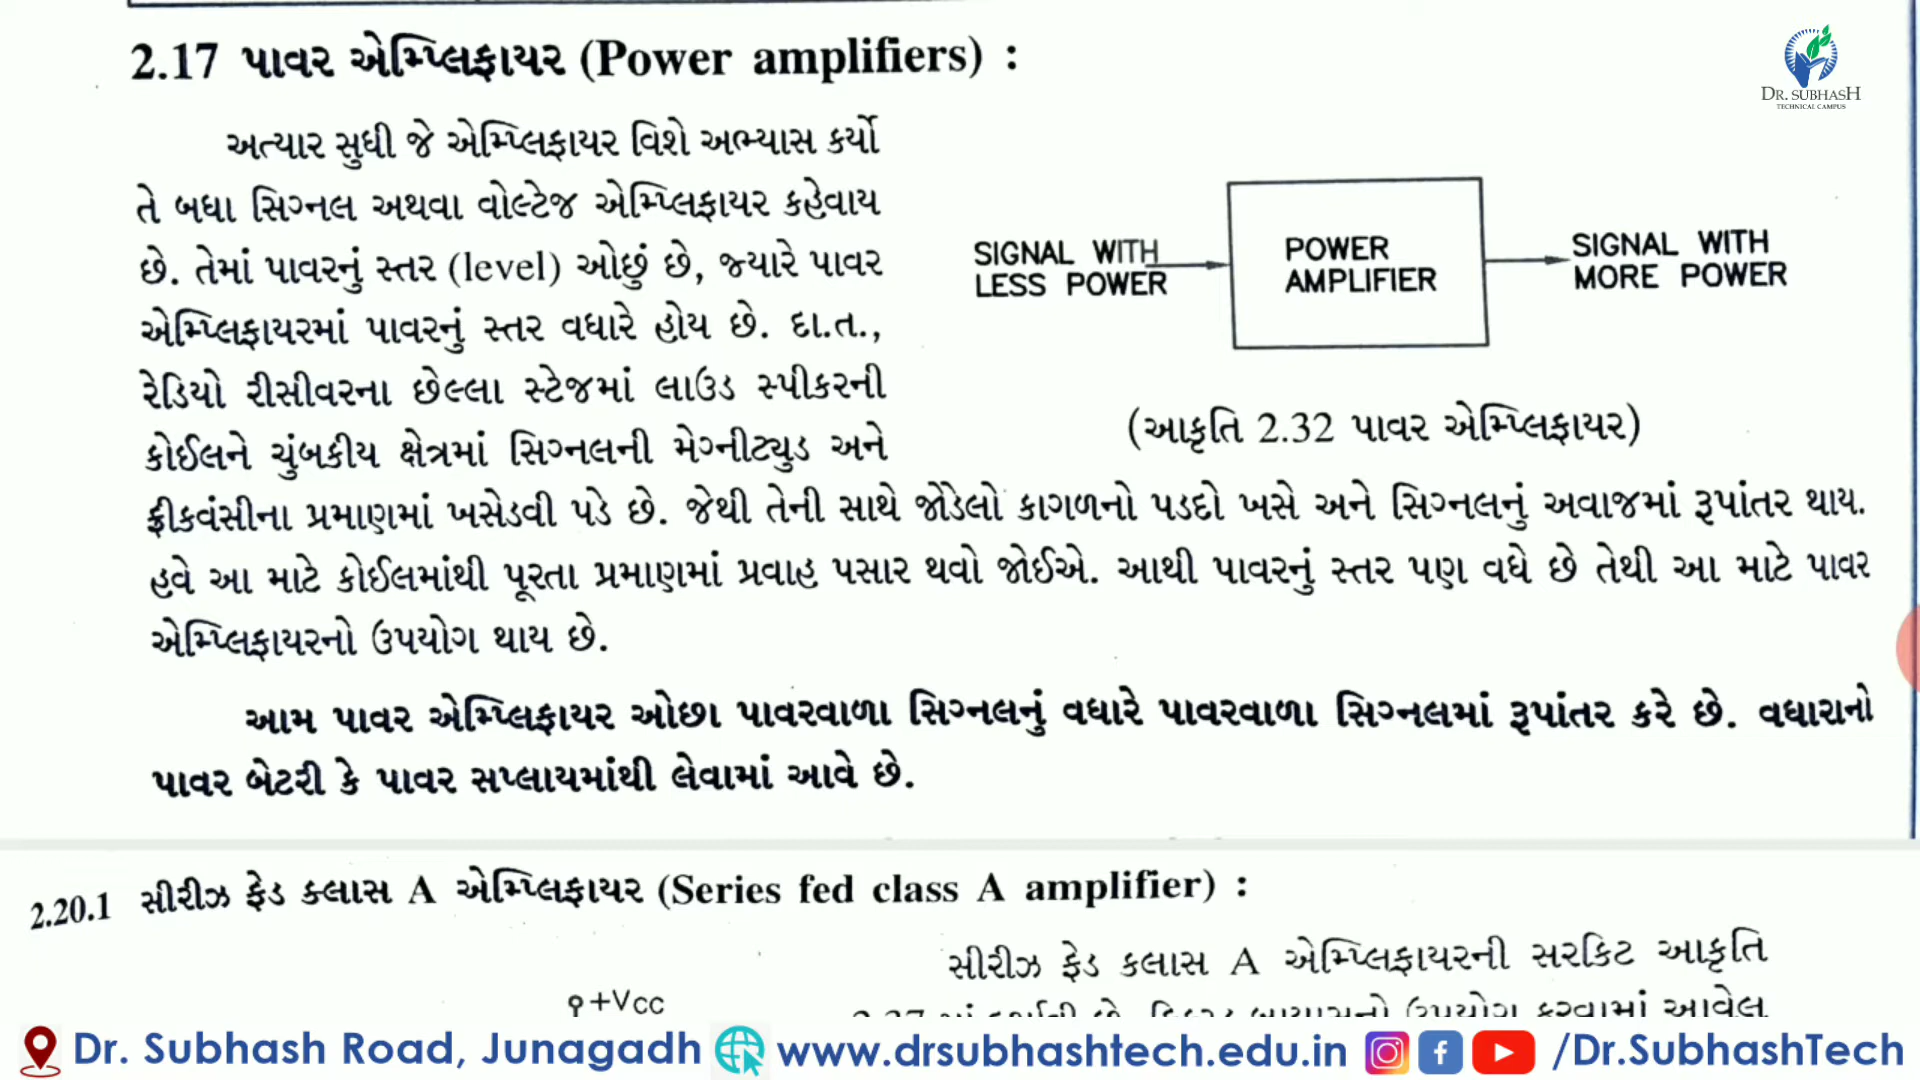 2.17 પાવર એમ્પ્લિફાયર (Power amplifiers) :
DR. SUBHASH
TECHNICAL CAMPUS
અત્યાર સુધી જે એમ્પ્લિફાયર વિશે અભ્યાસ કર્યો
તે બધા સિગ્નલ અથવા વોલ્ટેજ એમ્પ્લિફાયર કહેવાય
છે. તેમાં પાવરનું સ્તર (level) ઓછું છે, જ્યારે પાવર
એમ્પ્લિફાયરમાં પાવરનું સ્તર વધારે હોય છે. દા.ત.,
રેડિયો રીસીવરના છેલ્લા સ્ટેજમાં લાઉડ સ્પીકરની
કોઈલને ચુંબકીય ક્ષેત્રમાં સિગ્નલની મેગ્નીટ્યુડ અને
ફ્રીકવંસીના પ્રમાણમાં ખસેડવી પડે છે. જેથી તેની સાથે જોડેલો કાગળનો પડદો ખસે અને સિગ્નલનું અવાજમાં રૂપાંતર થાય.
હવે આ માટે કોઈલમાંથી પૂરતા પ્રમાણમાં પ્રવાહ પસાર થવો જોઈએ. આથી પાવરનું સ્તર પણ વધે છે તેથી આ માટે પાવર
એમ્પ્લિફાયરનો ઉપયોગ થાય છે.
SIGNAL WITH
LESS POWER
POWER
AMPLIFIER
SIGNAL WITH
MORE POWER
(આકૃતિ 2.32 પાવર એમ્પ્લિફાયર)
આમ પાવર એમ્પ્લિફાયર ઓછા પાવરવાળા સિગ્નલનું વધારે પાવરવાળા સિગ્નલમાં રૂપાંતર કરે છે. વધારાનો
પાવર બેટરી કે પાવર સપ્લાયમાંથી લેવામાં આવે છે.
2.20.1 સીરીઝ ફેડ ક્લાસ A એમ્પ્લિફાયર (Series fed class A amplifier) :
સીરીઝ ફેડ કલાસ A એમ્પ્લિફાયરની સરકિટ આકૃતિ
+Vcc
ઉપયોગ કરવામાં આવેલ
Dr. Subhash Road, Junagadh www.drsubhashtech.edu.in /Dr.SubhashTech